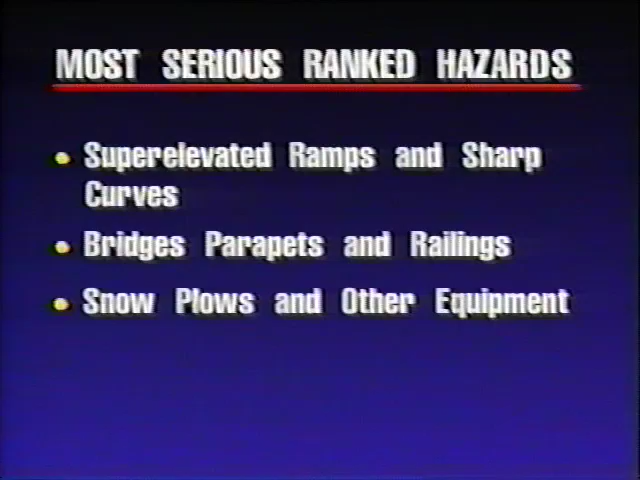 MOST SERIOUS RANKED HAZARDS
• Superelevated Ramps and Sharp
Curves
• Bridges Parapets and Railings
• Snow Plows and Other Equipment